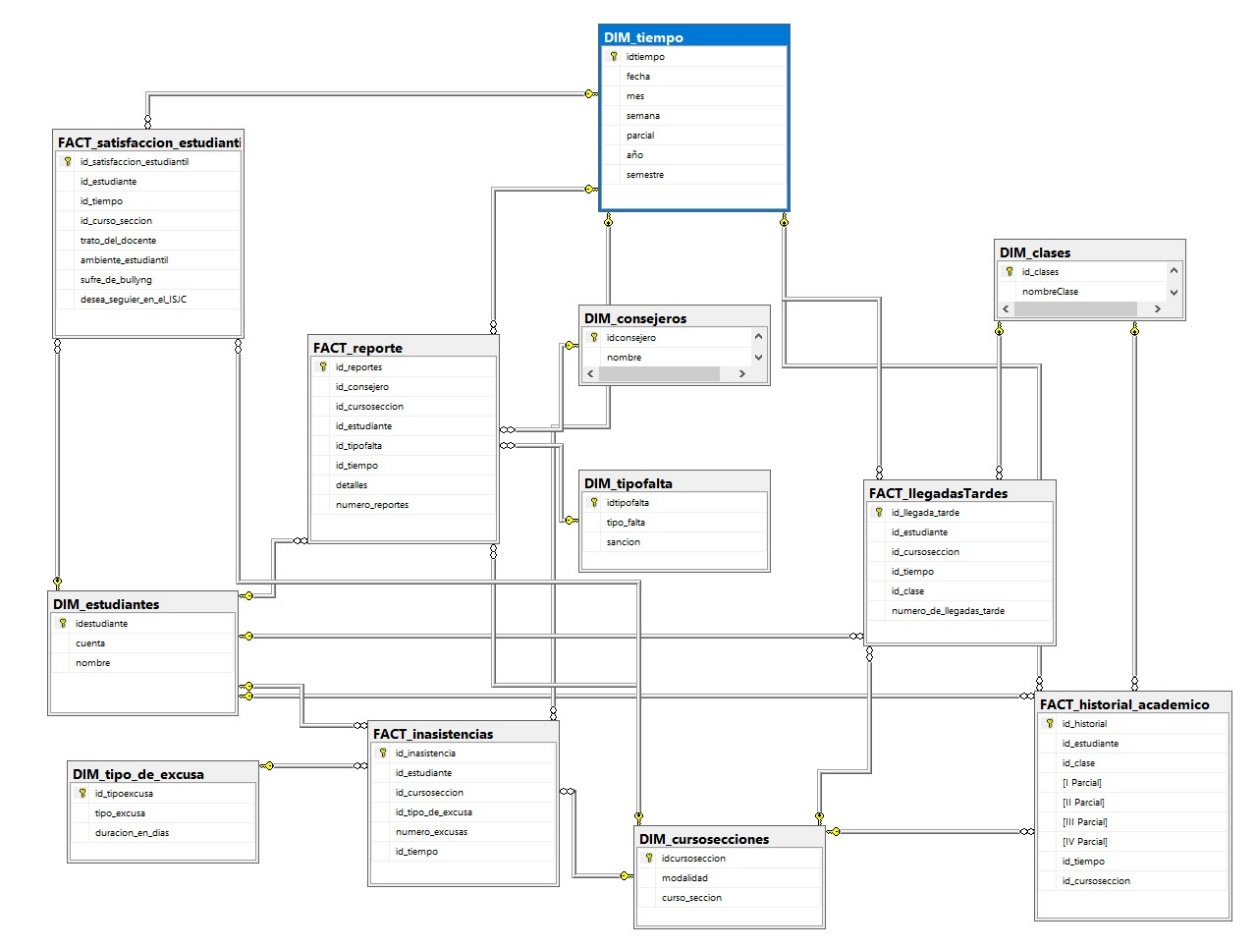 DIM_tiempo
idtiempo
fecha
mes
semana
parcial
año
semestre
FACT_satisfaccion_estudianti
id_satisfaccion_estudiantil
id_estudiante
id_tiempo
id_curso_seccion
trato_del_docente
ambiente_estudiantil
sufre_de_bullyng
desea_seguier_en_el_ISJC
DIM_clases
id_clases
nombreClase
DIM_consejeros
idconsejero
nombre
FACT_reporte
id_reportes
id_consejero
id_cursoseccion
id_estudiante
id_tipofalta
id_tiempo
detalles
numero_reportes
DIM_tipofalta
idtipofalta
tipo_falta
sancion
FACT_llegadasTardes
id_llegada_tarde
id_estudiante
id_cursoseccion
id_tiempo
id_clase
numero_de_llegadas_tarde
DIM_estudiantes
idestudiante
cuenta
nombre
FACT_historial_academico
id_historial
id_estudiante
id_clase
[I Parcial]
[II Parcial]
[III Parcial]
[IV Parcial]
id_tiempo
id_cursoseccion
FACT_inasistencias
id_inasistencia
id_estudiante
id_cursoseccion
id_tipo_de_excusa
numero_excusas
id_tiempo
DIM_tipo_de_excusa
id_tipoexcusa
tipo_excusa
duracion_en_dias
DIM_cursosecciones
idcursoseccion
modalidad
curso_seccion